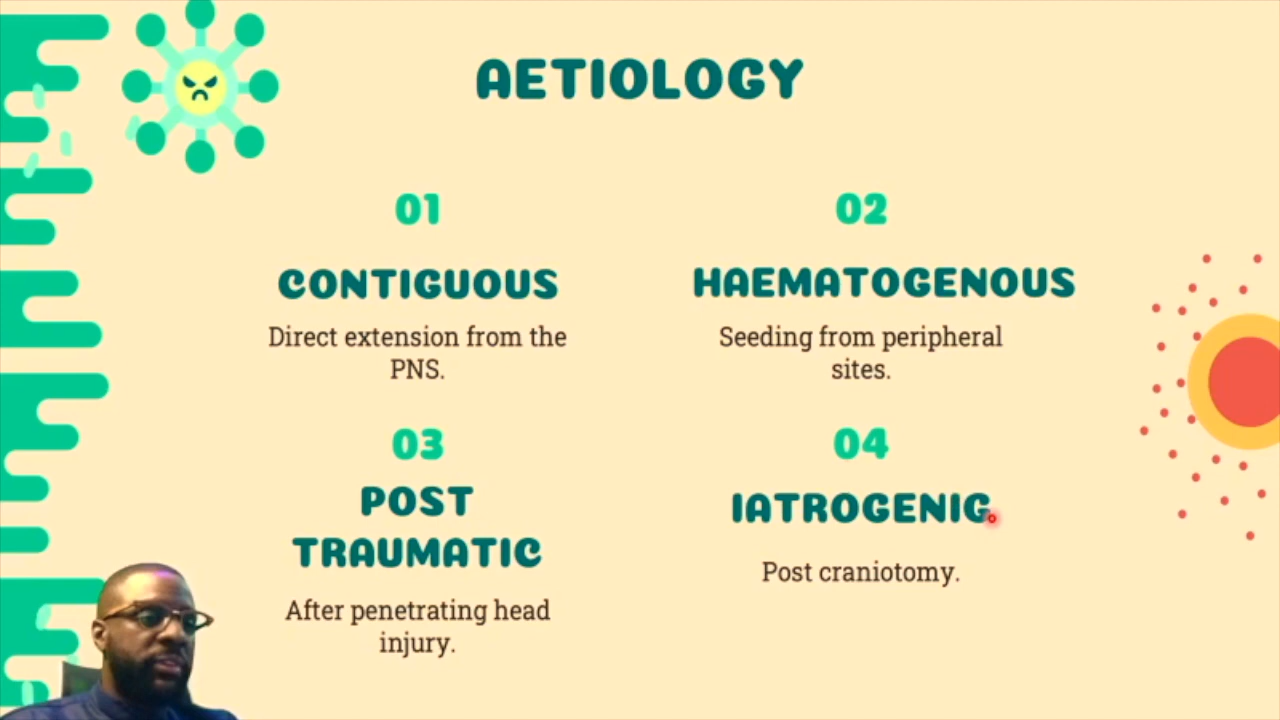 AETIOLOGY
01
CONTIGUOUS
Direct extension from the
PNS.
02
HAEMATOGENOUS
Seeding from peripheral
sites.
03
POST
TRAUMATIC
After penetrating head
injury.
04
IATROGENIC
Post craniotomy.